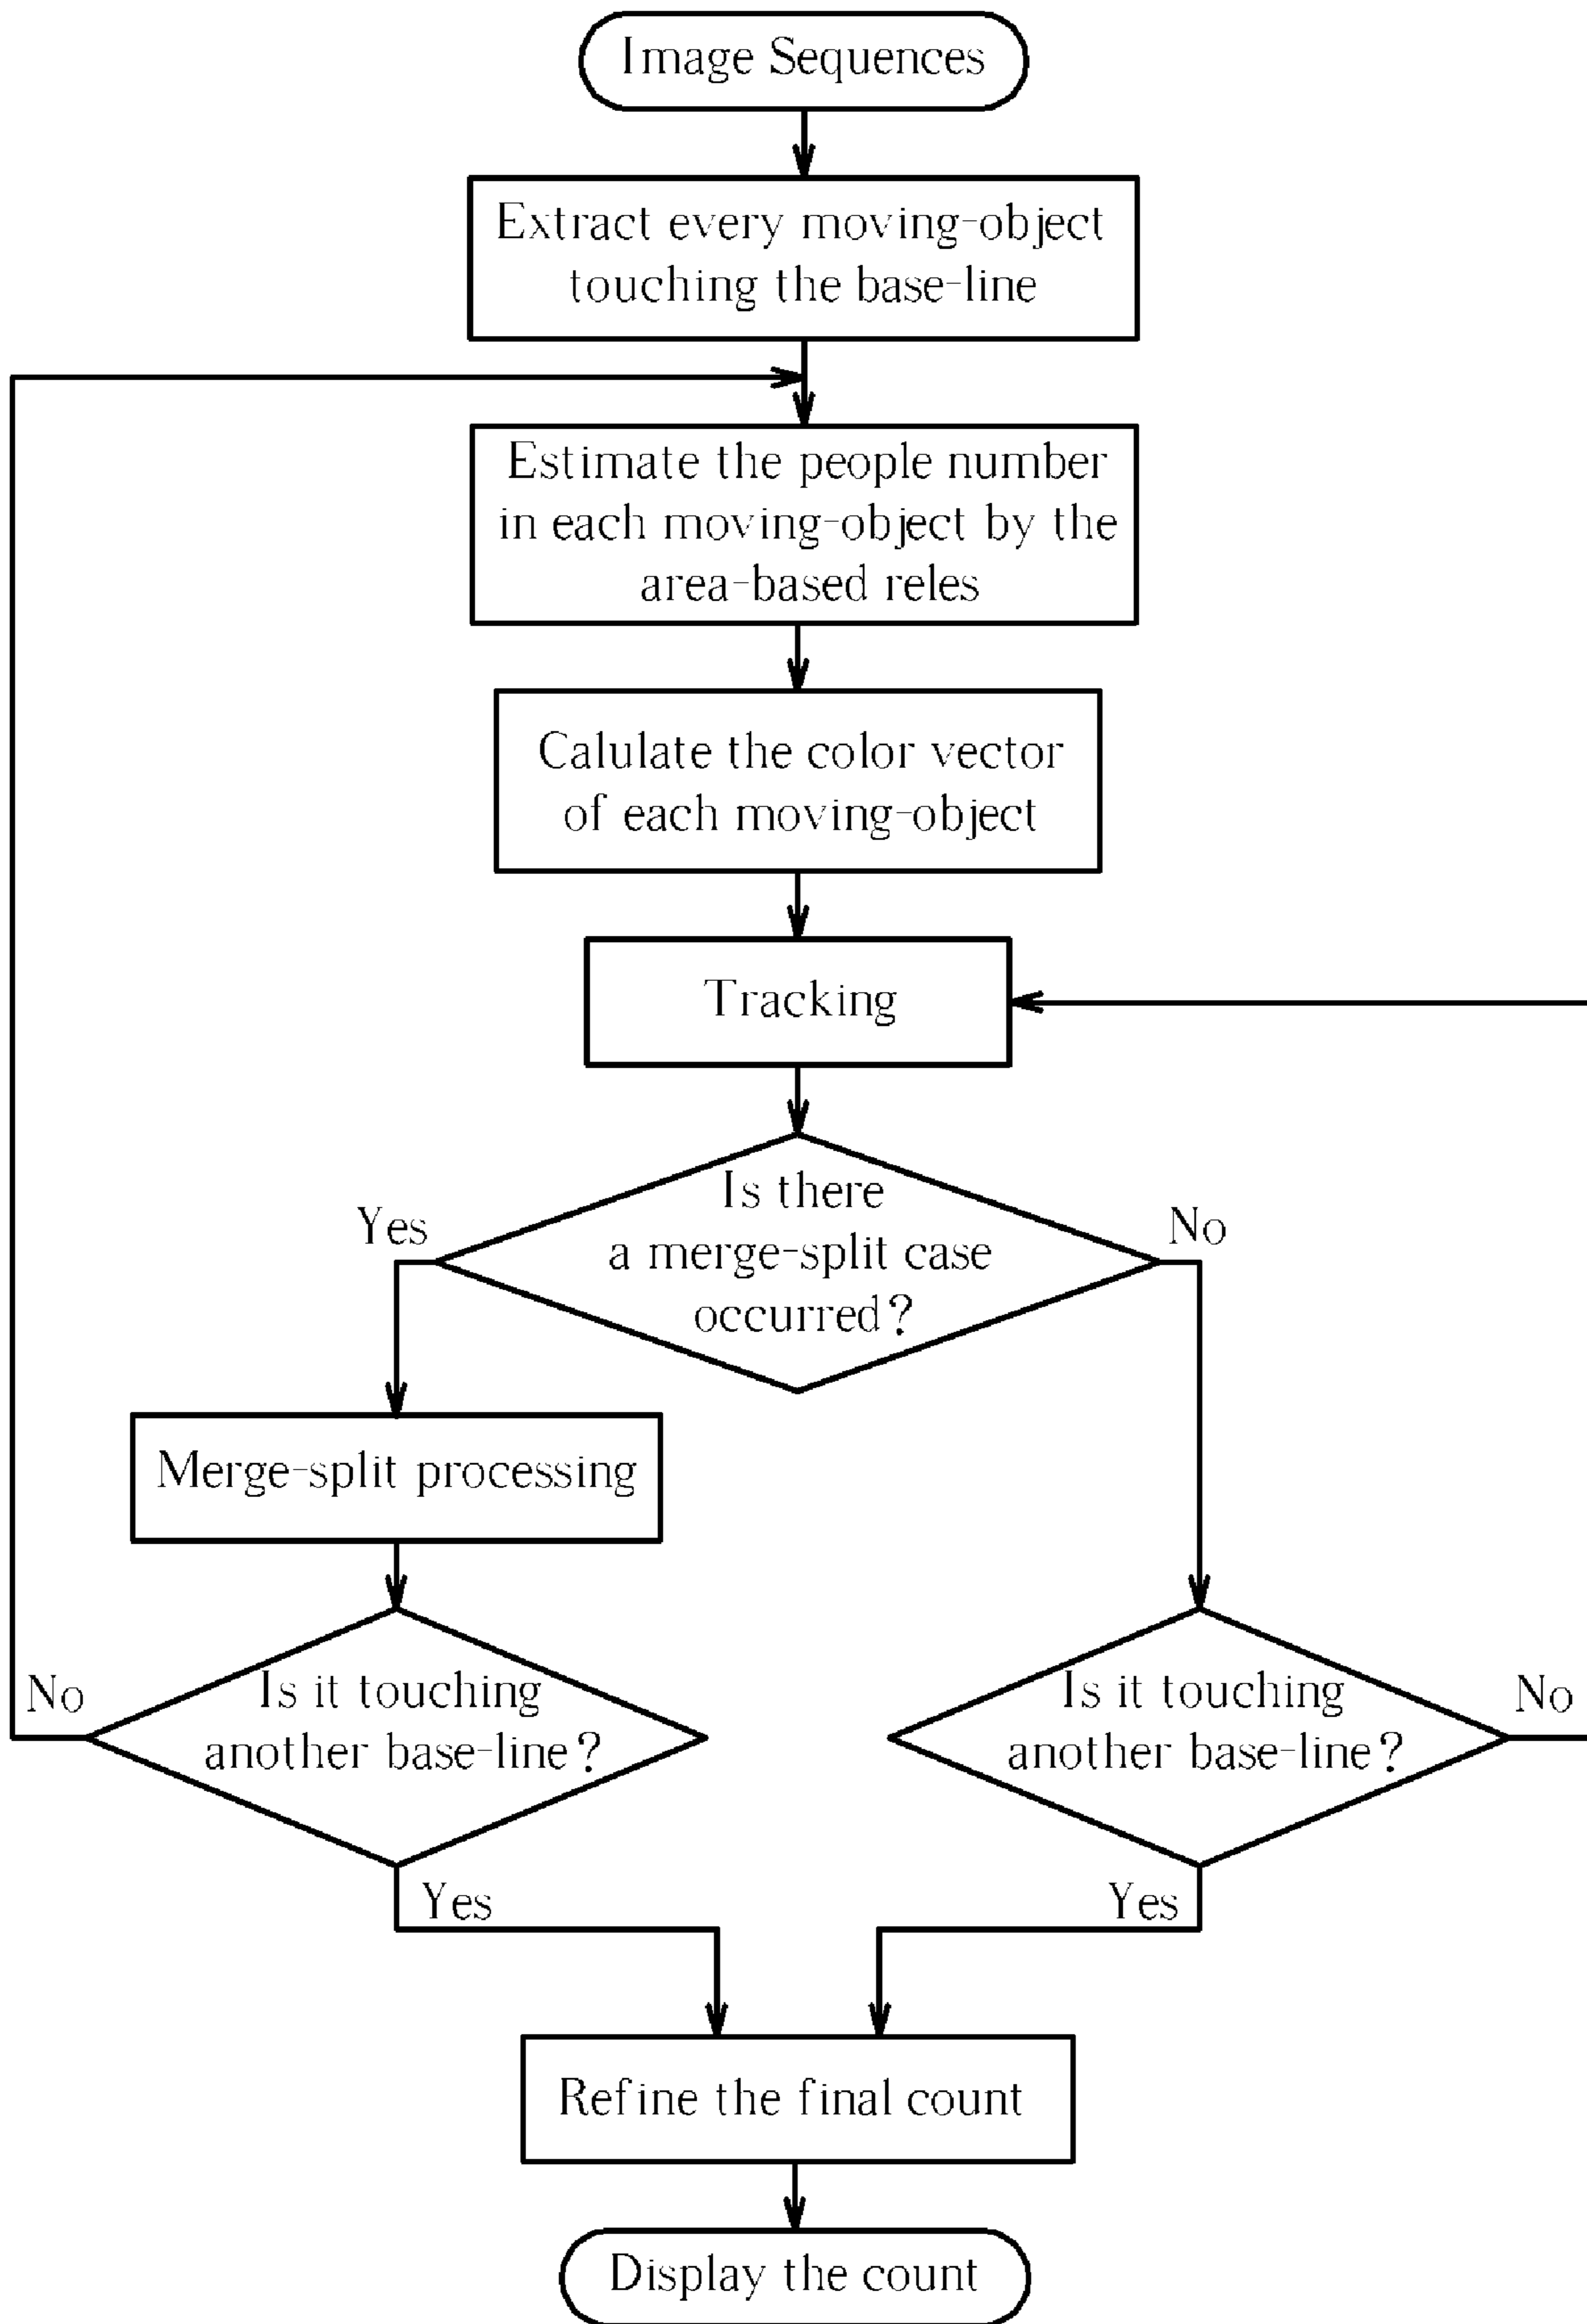 Image Sequences
Extract every moving-object
touching the base-line
Estimate the people number
in each moving-object by the
area-based reles
Calulate the color vector
of each moving-object
Tracking
Is there
a merge-split case
occurred?
Yes
No
Merge-split processing
Is it touching
another base-line?
No
Yes
Is it touching
another base-line?
No
Yes
Refine the final count
Display the count